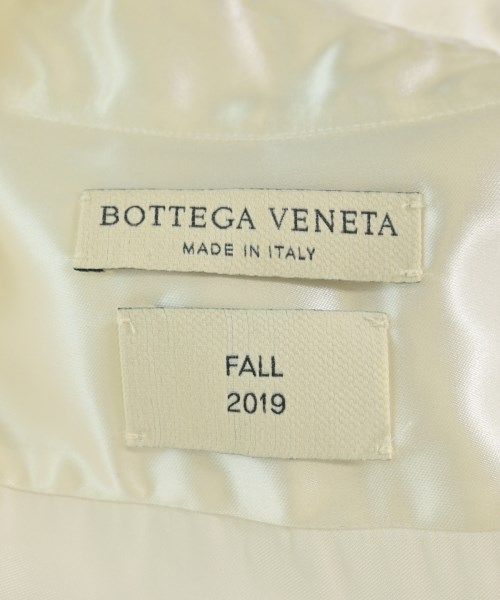 BOTTEGA VENETA
MADE IN ITALY
FALL
2019